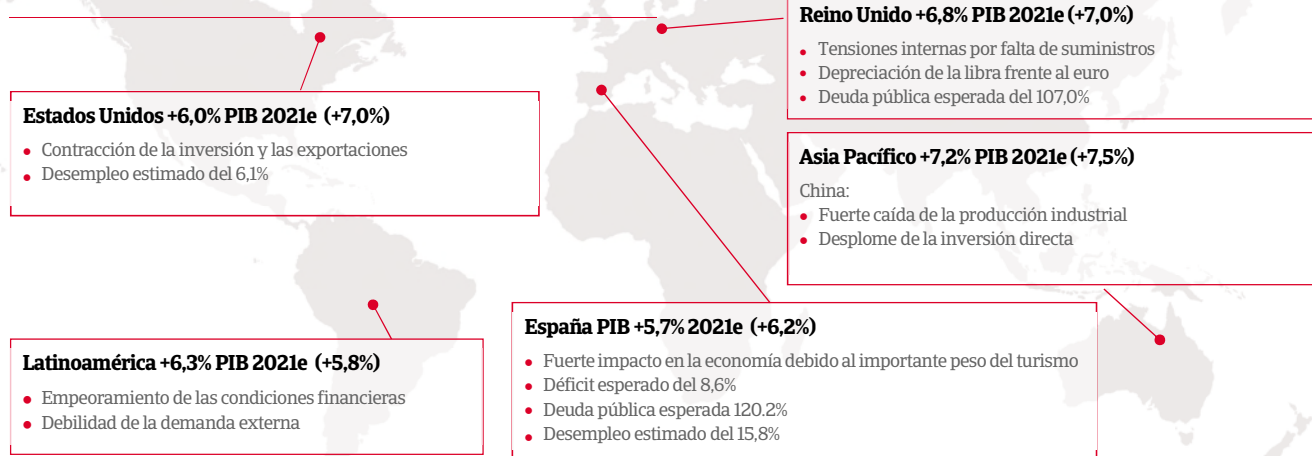 Reino Unido +6,8% PIB 2021e (+7,0%)
• Tensiones internas por falta de suministros
• Depreciación de la libra frente al euro
• Deuda pública esperada del 107,0%
Estados Unidos +6,0% PIB 2021e (+7,0%)
• Contracción de la inversión y las exportaciones
• Desempleo estimado del 6,1%
Asia Pacífico +7,2% PIB 2021e (+7,5%)
China:
• Fuerte caída de la producción industrial
• Desplome de la inversión directa
Latinoamérica +6,3% PIB 2021e (+5,8%)
• Empeoramiento de las condiciones financieras
• Debilidad de la demanda externa
España PIB +5,7% 2021e (+6,2%)
• Fuerte impacto en la economía debido al importante peso del turismo
• Déficit esperado del 8,6%
• Deuda pública esperada 120.2%
• Desempleo estimado del 15,8%